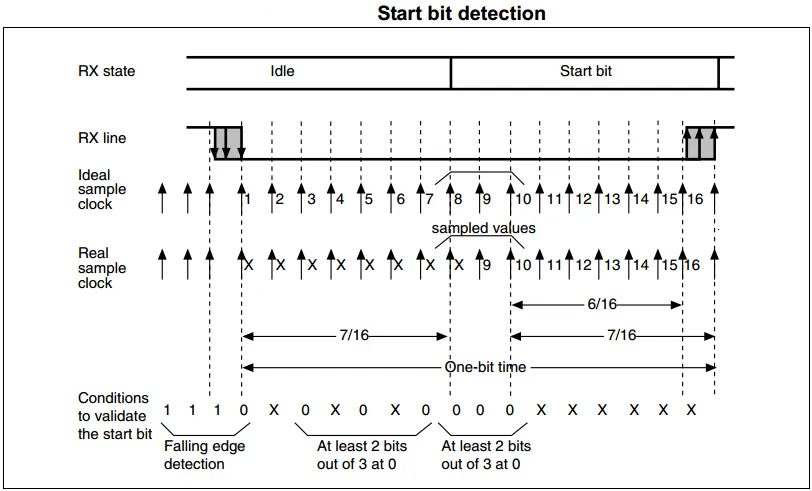 Start bit detection
RX state
Idle
Start bit
RX line
Ideal
sample
clock
1 2 3 4 5 6 7 8 9 10 11 12 13 14 15 16
sampled values
Real
sample
clock
X X X X X X X X 9 10 11 12 13 14 15 16
6/16
7/16
7/16
One-bit time
Conditions
to validate
the start bit
1 1 1 0 X 0 X 0 X 0 0 0 0 X X X X X X
Falling edge
detection
At least 2 bits
out of 3 at 0
At least 2 bits
out of 3 at 0